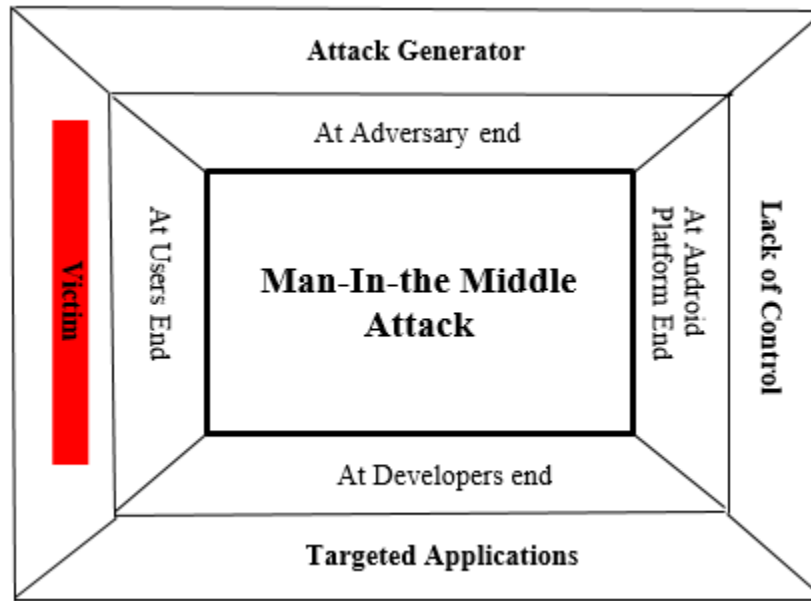 Attack Generator
At Adversary end
Victim
At Users End
Man-In-the Middle
Attack
At Android
Platform End
Lack of Control
At Developers end
Targeted Applications